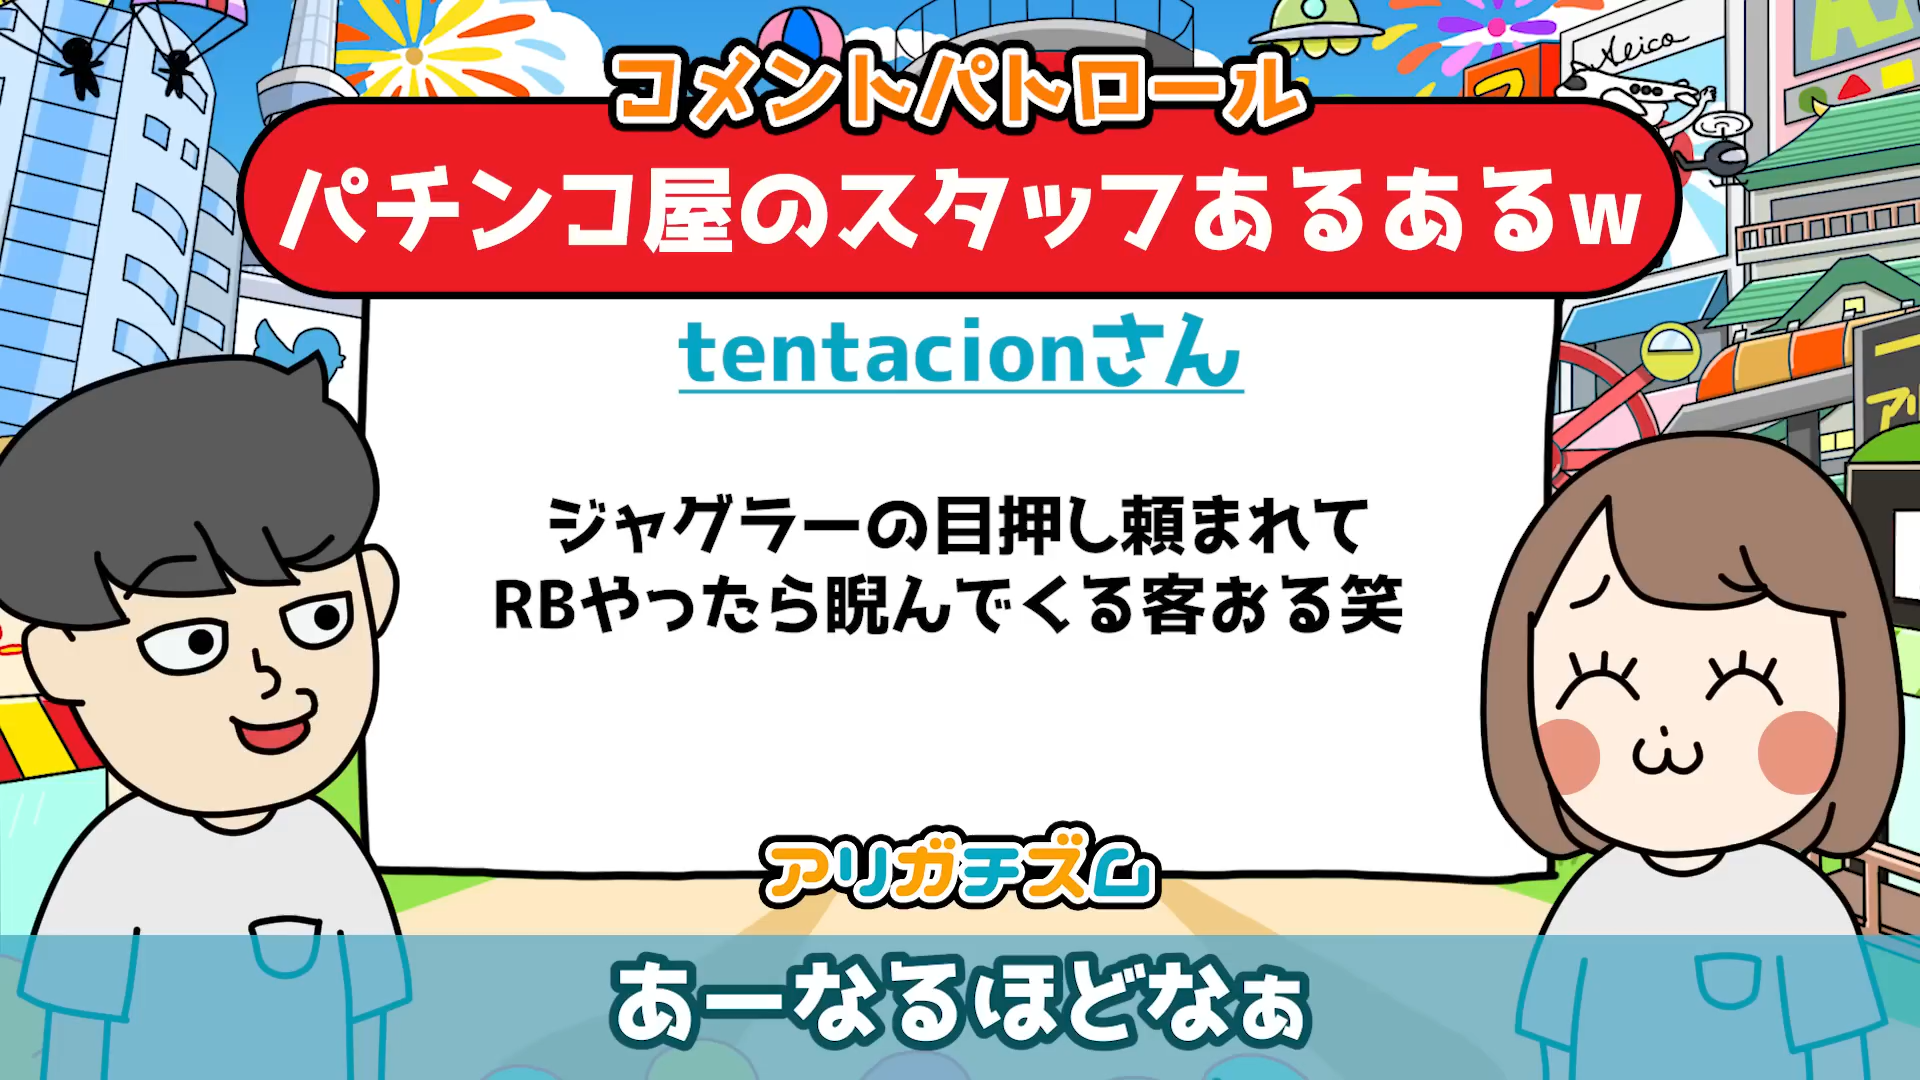 コメントパトロール
パチンコ屋のスタッフあるあるw
tentacionさん
ジャグラーの目押し頼まれて
RBやったら睨んでくる客おる笑
アリガチズム
あーなるほどなぁ